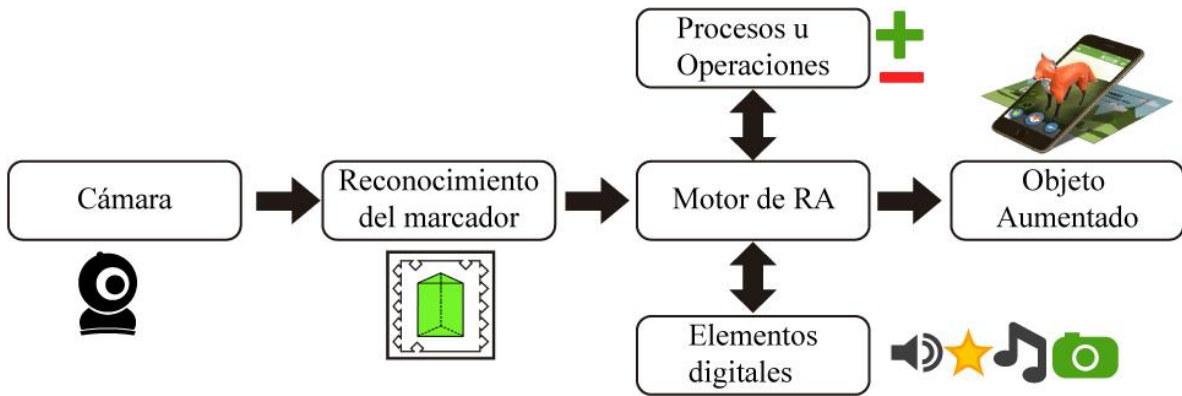 Procesos u
Operaciones
Cámara
Reconocimiento
del marcador
Motor de RA
Objeto
Aumentado
Elementos
digitales